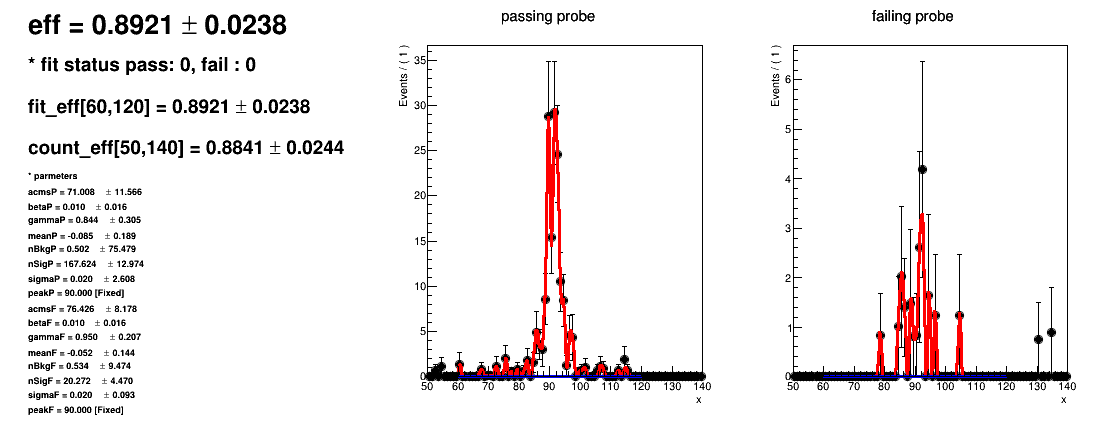 eff = 0.8921 ± 0.0238
* fit status pass: 0, fail : 0
fit_eff[60,120] = 0.8921 ± 0.0238
count_eff[50,140] = 0.8841 ± 0.0244
* parmeters
acmsP = 71.008 ± 11.566
betaP = 0.010 ± 0.016
gammaP = 0.844 ± 0.305
meanP = -0.085 ± 0.189
nBkgP = 0.502 ± 75.479
nSigP = 167.624 ± 12.974
sigmaP = 0.020 ± 2.608
peakP = 90.000 [Fixed]
acmsF = 76.426 ± 8.178
betaF = 0.010 ± 0.016
gammaF = 0.950 ± 0.207
meanF = -0.052 ± 0.144
nBkgF = 0.534 ± 9.474
nSigF = 20.272 ± 4.470
sigmaF = 0.020 ± 0.093
peakF = 90.000 [Fixed]
passing probe
Events / ( 1 )
35
30
25
20
15
10
5
0
50 60 70 80 90 100 110 120 130 140
x
failing probe
Events / ( 1 )
6
5
4
3
2
1
0
50 60 70 80 90 100 110 120 130 140
x